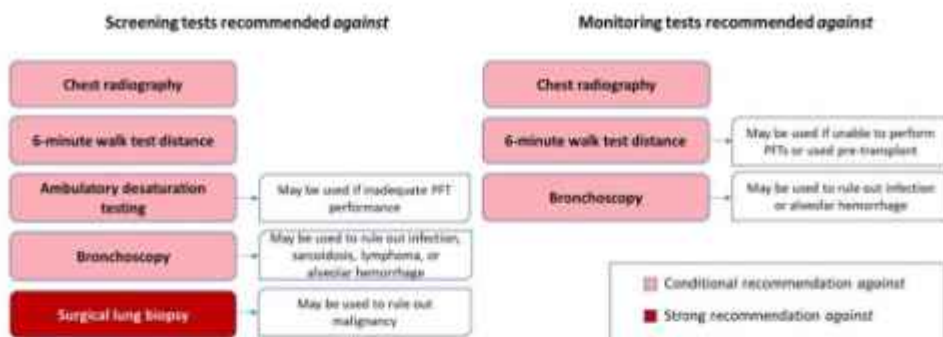 Screening tests recommended against
Chest radiography
6-minute walk test distance
Ambulatory desaturation
testing
May be used if inadequate PFT
performance
Bronchoscopy
May be used to rule out infection,
sarcoidosis, lymphoma, or
alveolar hemorrhage
Surgical lung biopsy
May be used to rule out
malignancy
Monitoring tests recommended against
Chest radiography
6-minute walk test distance
May be used if unable to perform
PFTs or used pre-transplant
Bronchoscopy
May be used to rule out infection
or alveolar hemorrhage
Conditional recommendation against
Strong recommendation against